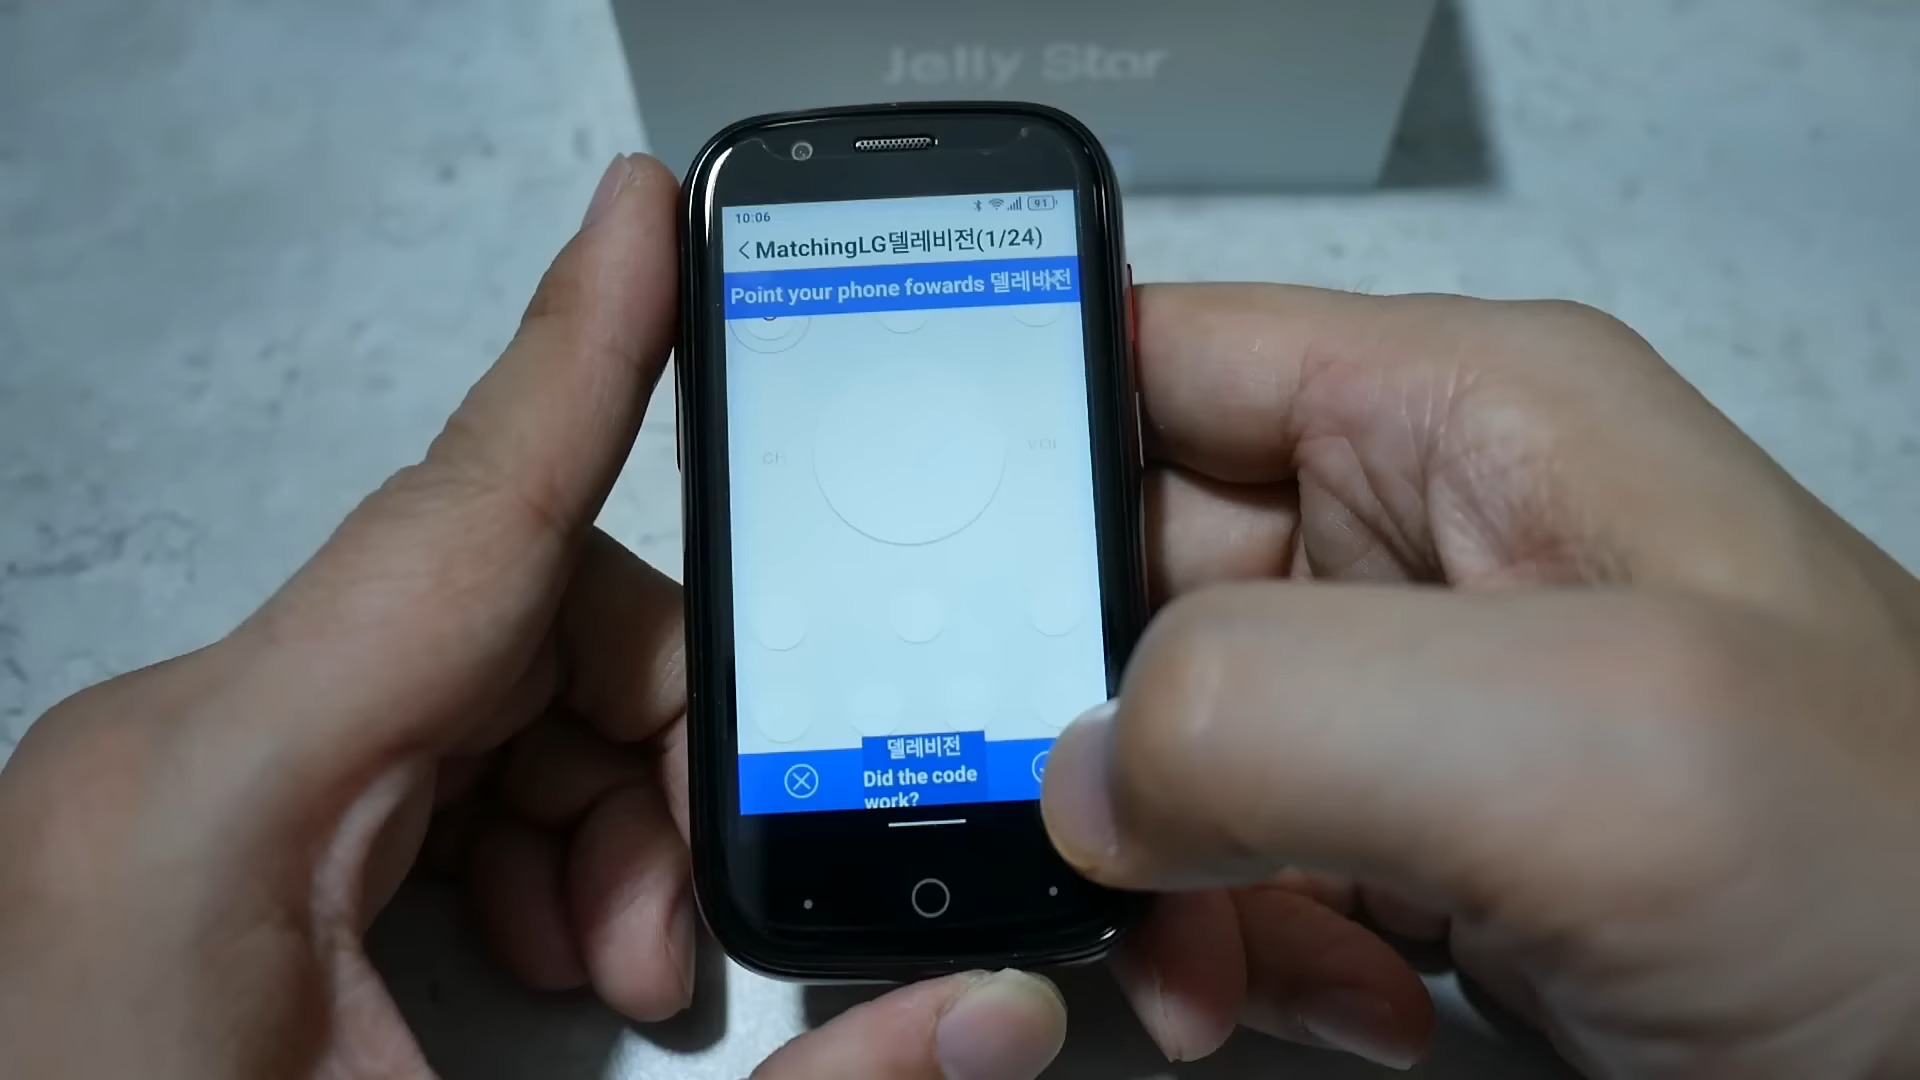 Jelly Star
10:06
91
MatchingLG델레비전(1/24)
Point your phone fowards 델레비전
CH
VOL
델레비전
Did the code
work?